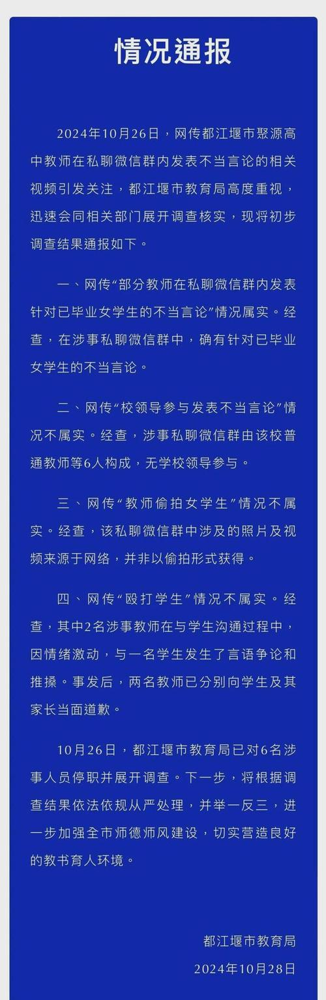 情况通报
2024年10月26日，网传都江堰市聚源高
中教师在私聊微信群内发表不当言论的相关
视频引发关注，都江堰市教育局高度重视，
迅速会同相关部门展开调查核实，现将初步
调查结果通报如下。
一、网传“部分教师在私聊微信群内发表
针对已毕业女学生的不当言论”情况属实。经
查，在涉事私聊微信群中，确有针对已毕业
女学生的不当言论。
二、网传“校领导参与发表不当言论”情
况不属实。经查，涉事私聊微信群由该校普
通教师等6人构成，无学校领导参与。
三、网传“教师偷拍女学生”情况不属
实。经查，该私聊微信群中涉及的照片及视
频来源于网络，并非以偷拍形式获得。
四、网传“殴打学生”情况不属实。经
查，其中2名涉事教师在与学生沟通过程中，
因情绪激动，与一名学生发生了言语争论和
推搡。事发后，两名教师已分别向学生及其
家长当面道歉。
10月26日，都江堰市教育局已对6名涉
事人员停职并展开调查。下一步，将根据调
查结果依法依规从严处理，并举一反三，进
一步加强全市师德师风建设，切实营造良好
的教书育人环境。
都江堰市教育局
2024年10月28日